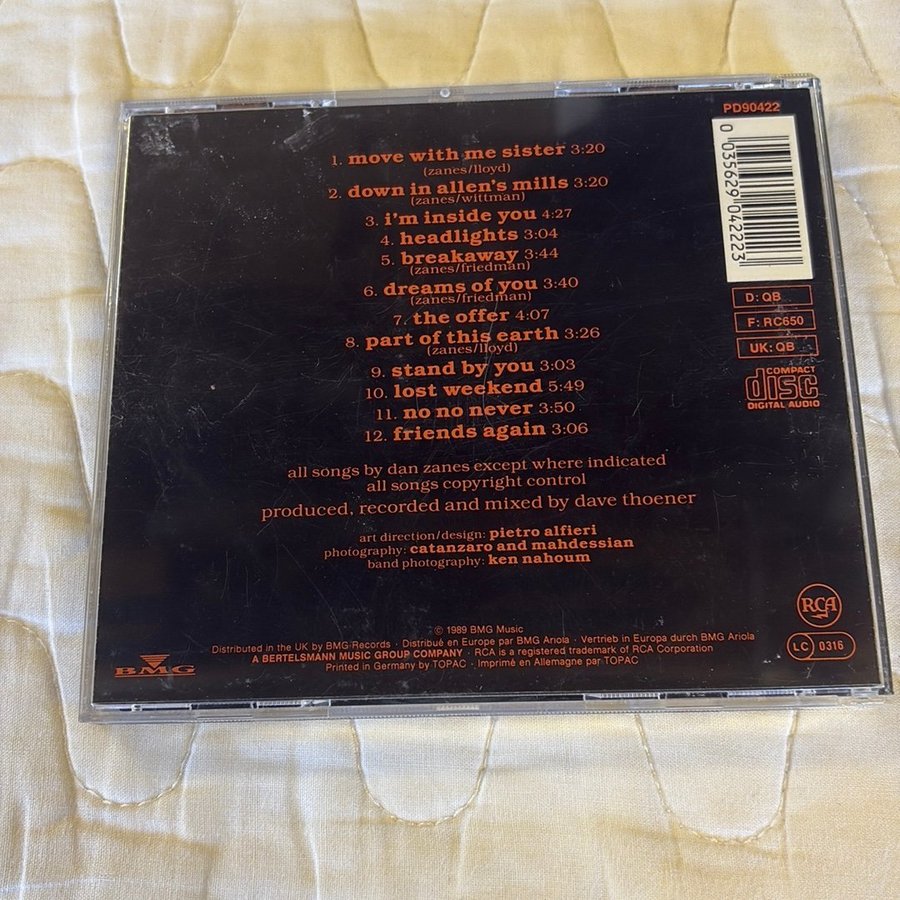 PD90422
0 035629 042223
1. move with me sister 3:20
(zanes/lloyd)
2. down in allen's mills 3:20
(zanes/wittman)
3. i'm inside you 4:27
4. headlights 3:04
5. breakaway 3:44
(zanes/friedman)
6. dreams of you 3:40
(zanes/friedman)
7. the offer 4:07
8. part of this earth 3:26
(zanes/lloyd)
9. stand by you 3:03
10. lost weekend 5:49
11. no no never 3:50
12. friends again 3:06
D: QB
F: RC650
UK: QB
COMPACT
disc
DIGITAL AUDIO
all songs by dan zanes except where indicated
all songs copyright control
produced, recorded and mixed by dave thoener
art direction/design: pietro alfieri
photography: catanzaro and mahdessian
band photography: ken nahoum
RCA
LC 0316
© 1989 BMG Music
Distributed in the UK by BMG Records · Distribué en Europe par BMG Ariola · Vertrieb in Europa durch BMG Ariola
A BERTELSMANN MUSIC GROUP COMPANY · RCA is a registered trademark of RCA Corporation
Printed in Germany by TOPAC · Imprimé en Allemagne par TOPAC
BMG